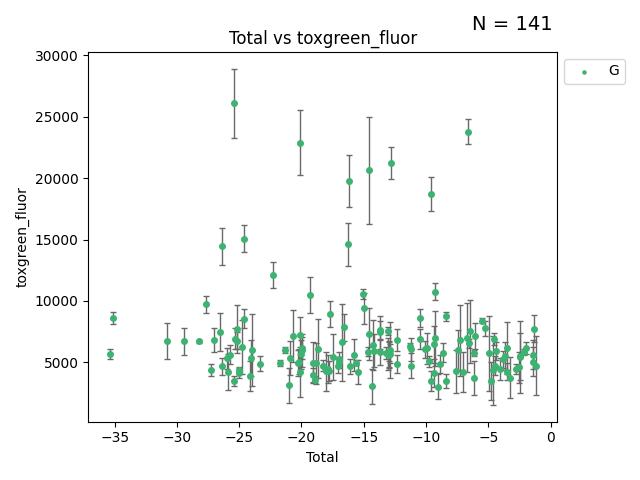 N = 141
Total vs toxgreen_fluor
G
toxgreen_fluor
30000
25000
20000
15000
10000
5000
−35 −30 −25 −20 −15 −10 −5 0
Total